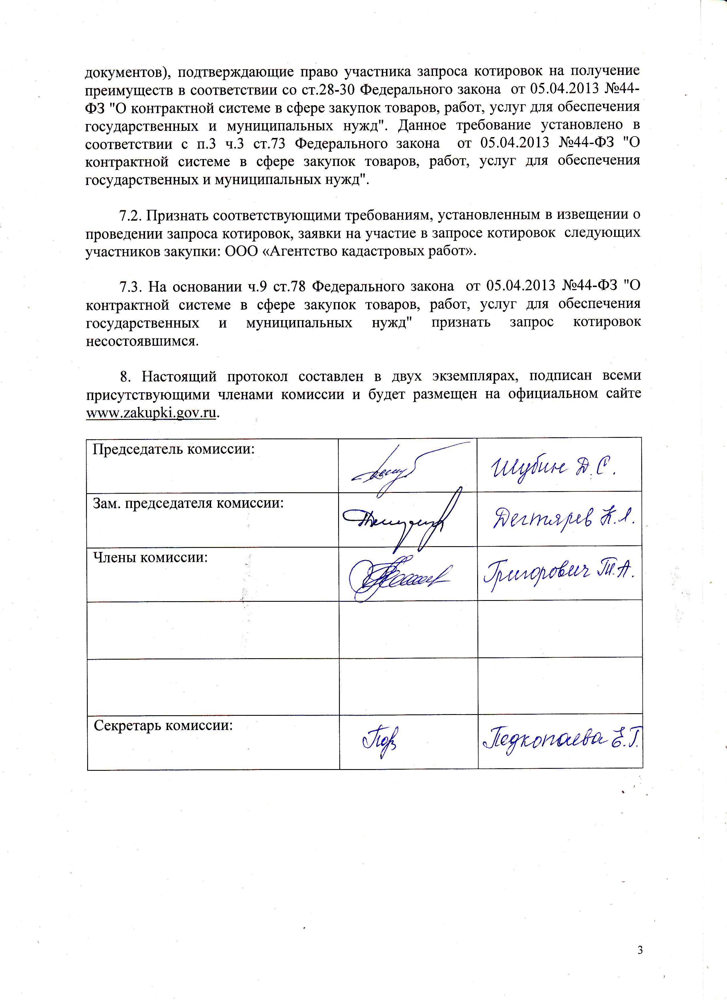 документов), подтверждающие право участника запроса котировок на получение
преимуществ в соответствии со ст.28-30 Федерального закона от 05.04.2013 №44-
ФЗ "О контрактной системе в сфере закупок товаров, работ, услуг для обеспечения
государственных и муниципальных нужд". Данное требование установлено в
соответствии с п.3 ч.3 ст.73 Федерального закона от 05.04.2013 №44-ФЗ "О
контрактной системе в сфере закупок товаров, работ, услуг для обеспечения
государственных и муниципальных нужд".
7.2. Признать соответствующими требованиям, установленным в извещении о
проведении запроса котировок, заявки на участие в запросе котировок следующих
участников закупки: ООО «Агентство кадастровых работ».
7.3. На основании ч.9 ст.78 Федерального закона от 05.04.2013 №44-ФЗ "О
контрактной системе в сфере закупок товаров, работ, услуг для обеспечения
государственных и муниципальных нужд" признать запрос котировок
несостоявшимся.
8. Настоящий протокол составлен в двух экземплярах, подписан всеми
присутствующими членами комиссии и будет размещен на официальном сайте
www.zakupki.gov.ru.
Председатель комиссии: Шубин Д.С.
Зам. председателя комиссии: Дегтярев К.Я.
Члены комиссии: Григорович Т.А.
Секретарь комиссии: Педкопаева Е.Г.
3